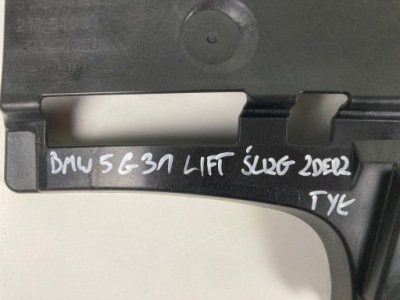 BMW 5 G31 LIFT ŚLIZG ZDERZ
TYŁ